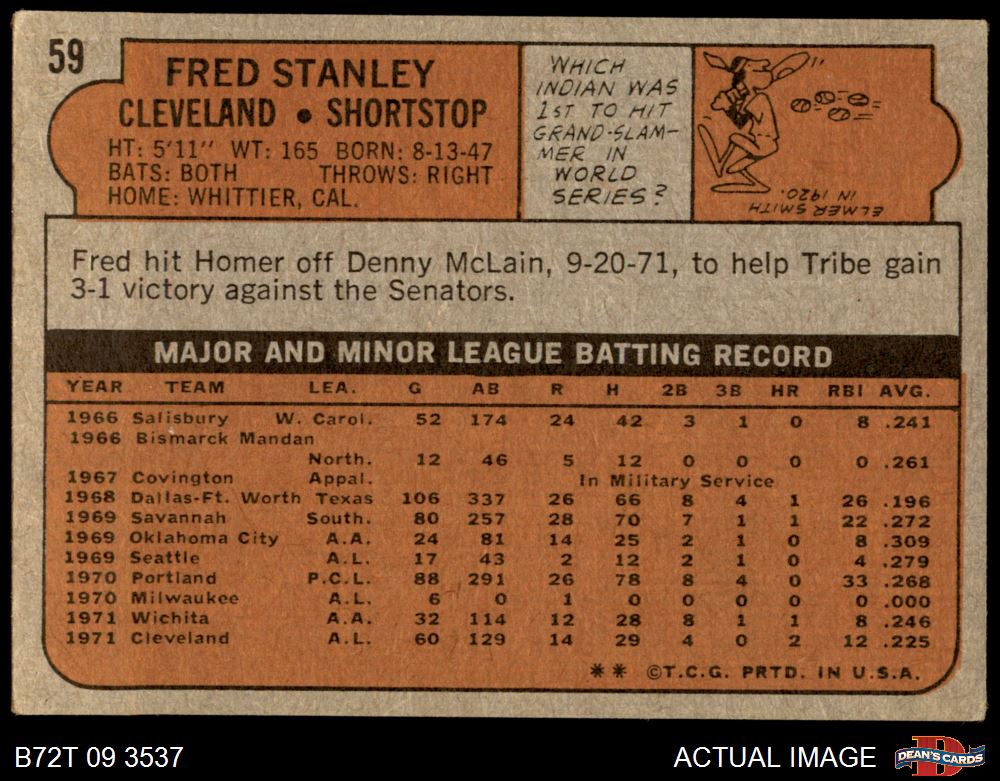 59
FRED STANLEY
CLEVELAND • SHORTSTOP
HT: 5'11" WT: 165 BORN: 8-13-47
BATS: BOTH THROWS: RIGHT
HOME: WHITTIER, CAL.
WHICH
INDIAN WAS
1ST TO HIT
GRAND-SLAM-
MER IN
WORLD
SERIES?
ELMER SMITH
IN 1920.
Fred hit Homer off Denny McLain, 9-20-71, to help Tribe gain
3-1 victory against the Senators.
MAJOR AND MINOR LEAGUE BATTING RECORD
YEAR TEAM LEA. G AB R H 2B 3B HR RBI AVG.
1966 Salisbury W. Carol. 52 174 24 42 3 1 0 8 .241
1966 Bismarck Mandan
North. 12 46 5 12 0 0 0 0 .261
1967 Covington Appal. In Military Service
1968 Dallas-Ft. Worth Texas 106 337 26 66 8 4 1 26 .196
1969 Savannah South. 80 257 28 70 7 1 1 22 .272
1969 Oklahoma City A.A. 24 81 14 25 2 1 0 8 .309
1969 Seattle A.L. 17 43 2 12 2 1 0 4 .279
1970 Portland P.C.L. 88 291 26 78 8 4 0 33 .268
1970 Milwaukee A.L. 6 0 1 0 0 0 0 0 .000
1971 Wichita A.A. 32 114 12 28 8 1 1 8 .246
1971 Cleveland A.L. 60 129 14 29 4 0 2 12 .225
** ©T.C.G. PRTD. IN U.S.A.
B72T 09 3537
ACTUAL IMAGE
D
DEAN'S CARDS